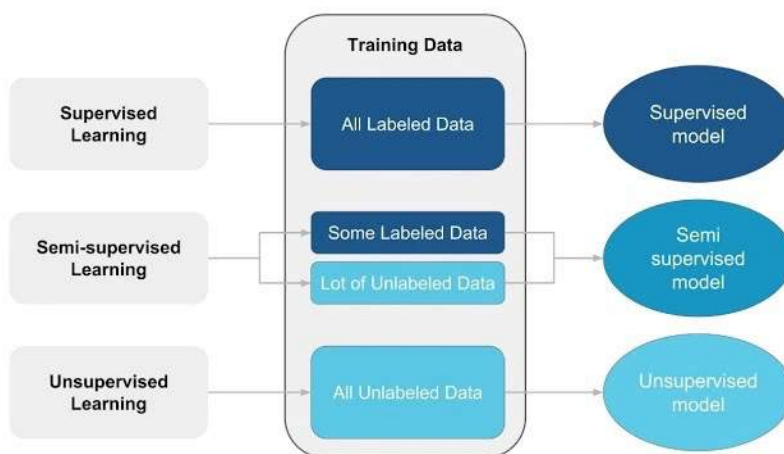 Training Data
Supervised
Learning
All Labeled Data
Supervised
model
Semi-supervised
Learning
Some Labeled Data
Lot of Unlabeled Data
Semi
supervised
model
Unsupervised
Learning
All Unlabeled Data
Unsupervised
model